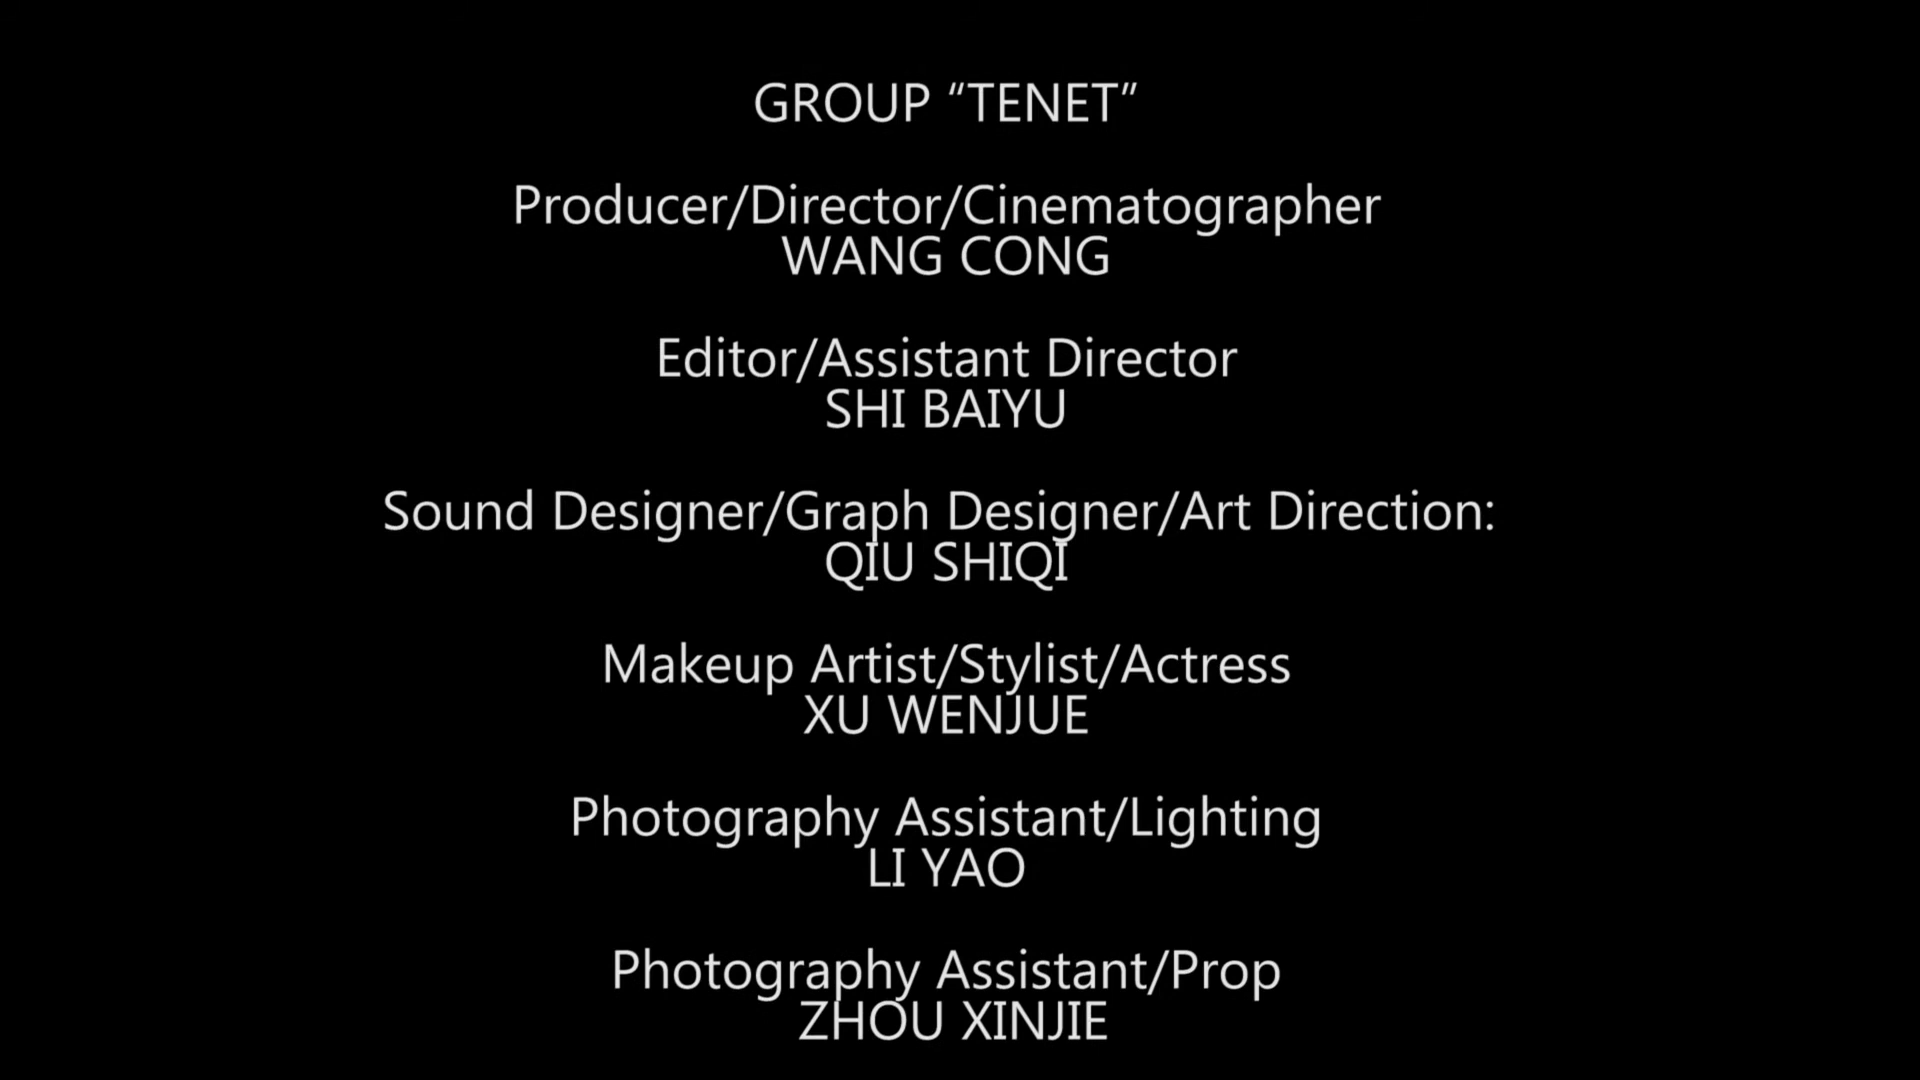 GROUP “TENET”
Producer/Director/Cinematographer
WANG CONG
Editor/Assistant Director
SHI BAIYU
Sound Designer/Graph Designer/Art Direction:
QIU SHIQI
Makeup Artist/Stylist/Actress
XU WENJUE
Photography Assistant/Lighting
LI YAO
Photography Assistant/Prop
ZHOU XINJIE